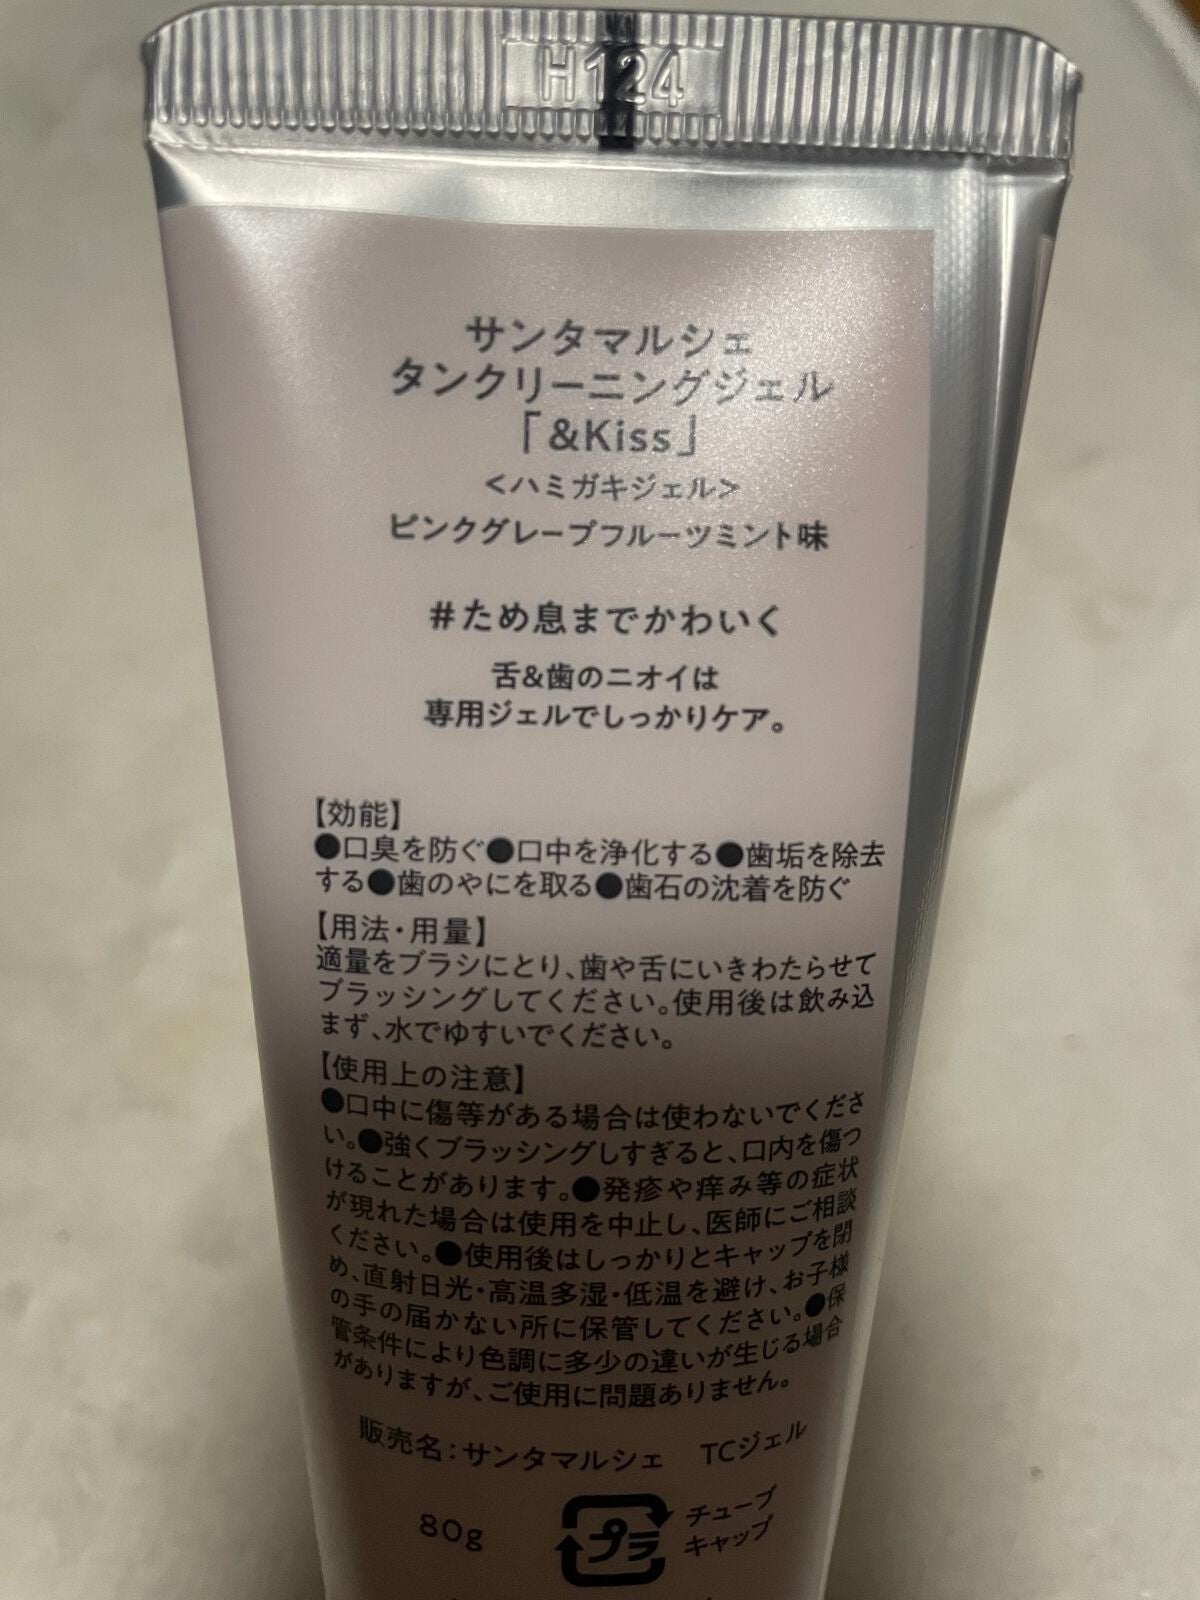 H124
サンタマルシェ
タンクリーニングジェル
「&Kiss」
<ハミガキジェル>
ピンクグレープフルーツミント味
#ため息までかわいく
舌&歯のニオイは
専用ジェルでしっかりケア。
【効能】
●口臭を防ぐ●口中を浄化する●歯垢を除去
する●歯のやにを取る●歯石の沈着を防ぐ
【用法・用量】
適量をブラシにとり、歯や舌にいきわたらせて
ブラッシングしてください。使用後は飲み込
まず、水でゆすいでください。
【使用上の注意】
●口中に傷等がある場合は使わないでくださ
い。●強くブラッシングしすぎると、口内を傷つ
けることがあります。●発疹や痒み等の症状
が現れた場合は使用を中止し、医師にご相談
ください。●使用後はしっかりとキャップを閉
め、直射日光・高温多湿・低温を避け、お子様
の手の届かない所に保管してください。●保
管条件により色調に多少の違いが生じる場合
がありますが、ご使用に問題ありません。
販売名：サンタマルシェ　TCジェル
80g
プラ
チューブ
キャップ